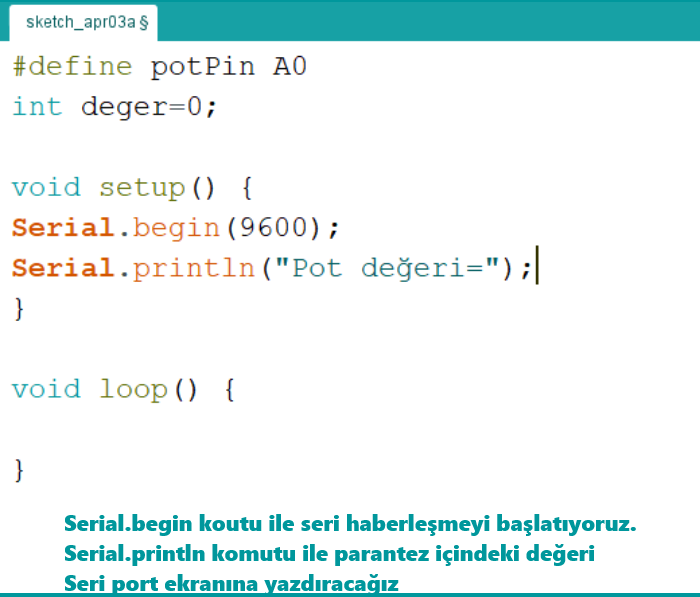 sketch_apr03a §
#define potPin A0
int deger=0;
void setup() {
Serial.begin(9600);
Serial.println("Pot değeri=");
}
void loop() {
}
Serial.begin koutu ile seri haberleşmeyi başlatıyoruz.
Serial.println komutu ile parantez içindeki değeri
Seri port ekranına yazdıracağız